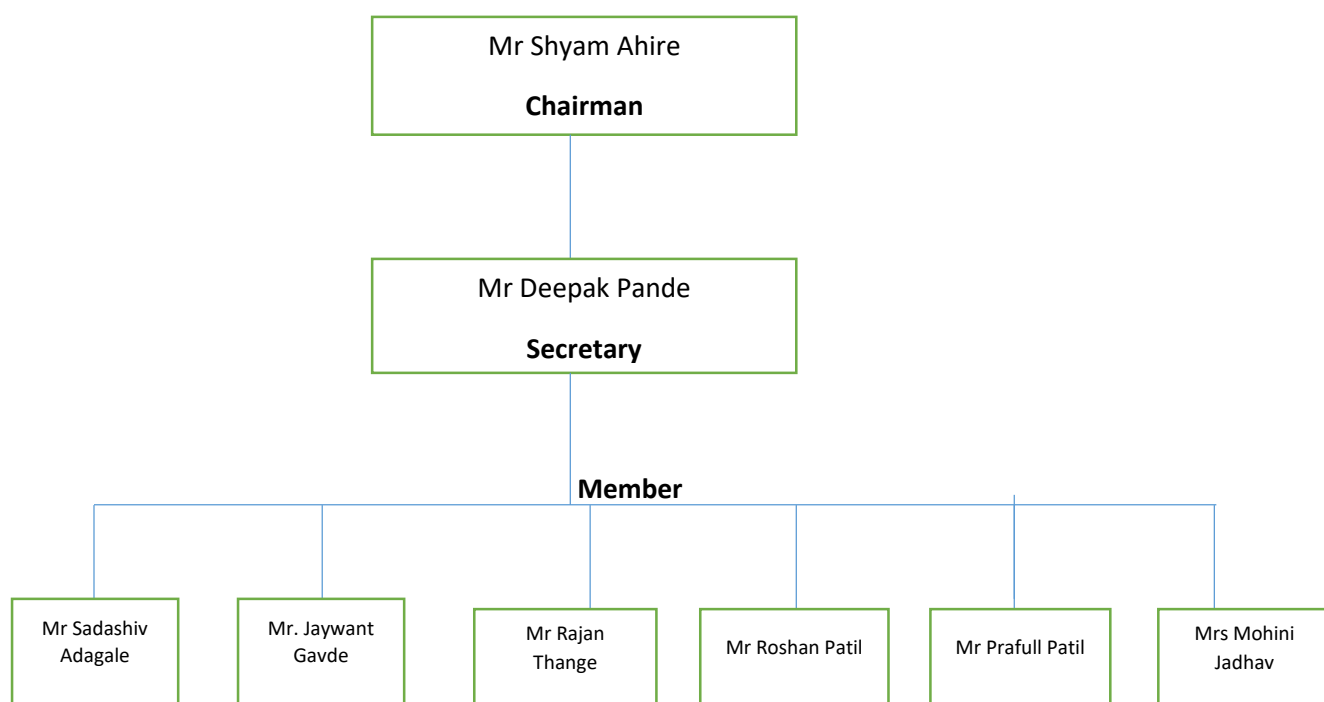 Mr Shyam Ahire
Chairman
Mr Deepak Pande
Secretary
Member
Mr Sadashiv
Adagale
Mr. Jaywant
Gavde
Mr Rajan
Thange
Mr Roshan Patil
Mr Prafull Patil
Mrs Mohini
Jadhav